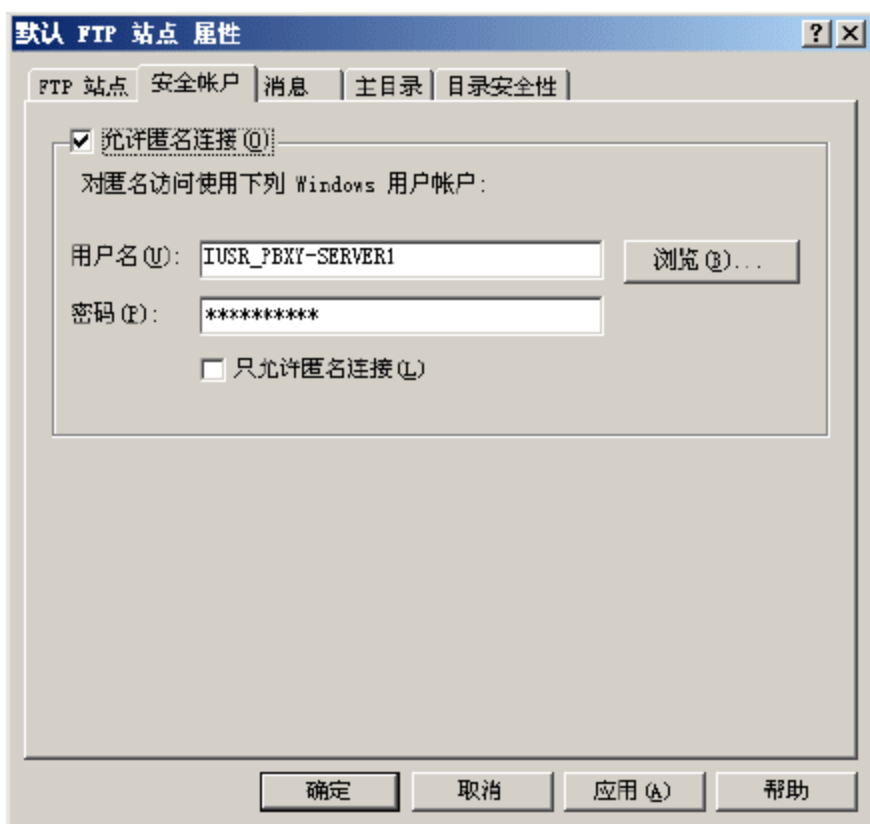 默认 FTP 站点 属性
FTP 站点 安全帐户 消息 主目录 目录安全性
允许匿名连接(O)
对匿名访问使用下列 Windows 用户帐户:
用户名(U): IUSR_PBXY-SERVER1 浏览(B)...
密码(P): **********
只允许匿名连接(L)
确定 取消 应用(A) 帮助